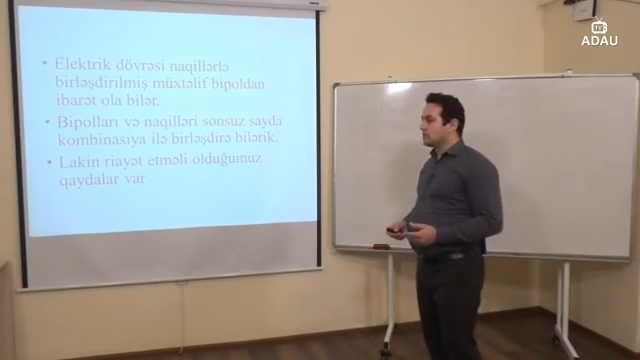 • Elektrik dövrəsi naqillərlə
birləşdirilmiş müxtəlif bipoldan
ibarət ola bilər.
• Bipolları və naqilləri sonsuz sayda
kombinasiya ilə birləşdirə bilərik.
• Lakin riayət etməli olduğumuz
qaydalar var
TV
ADAU